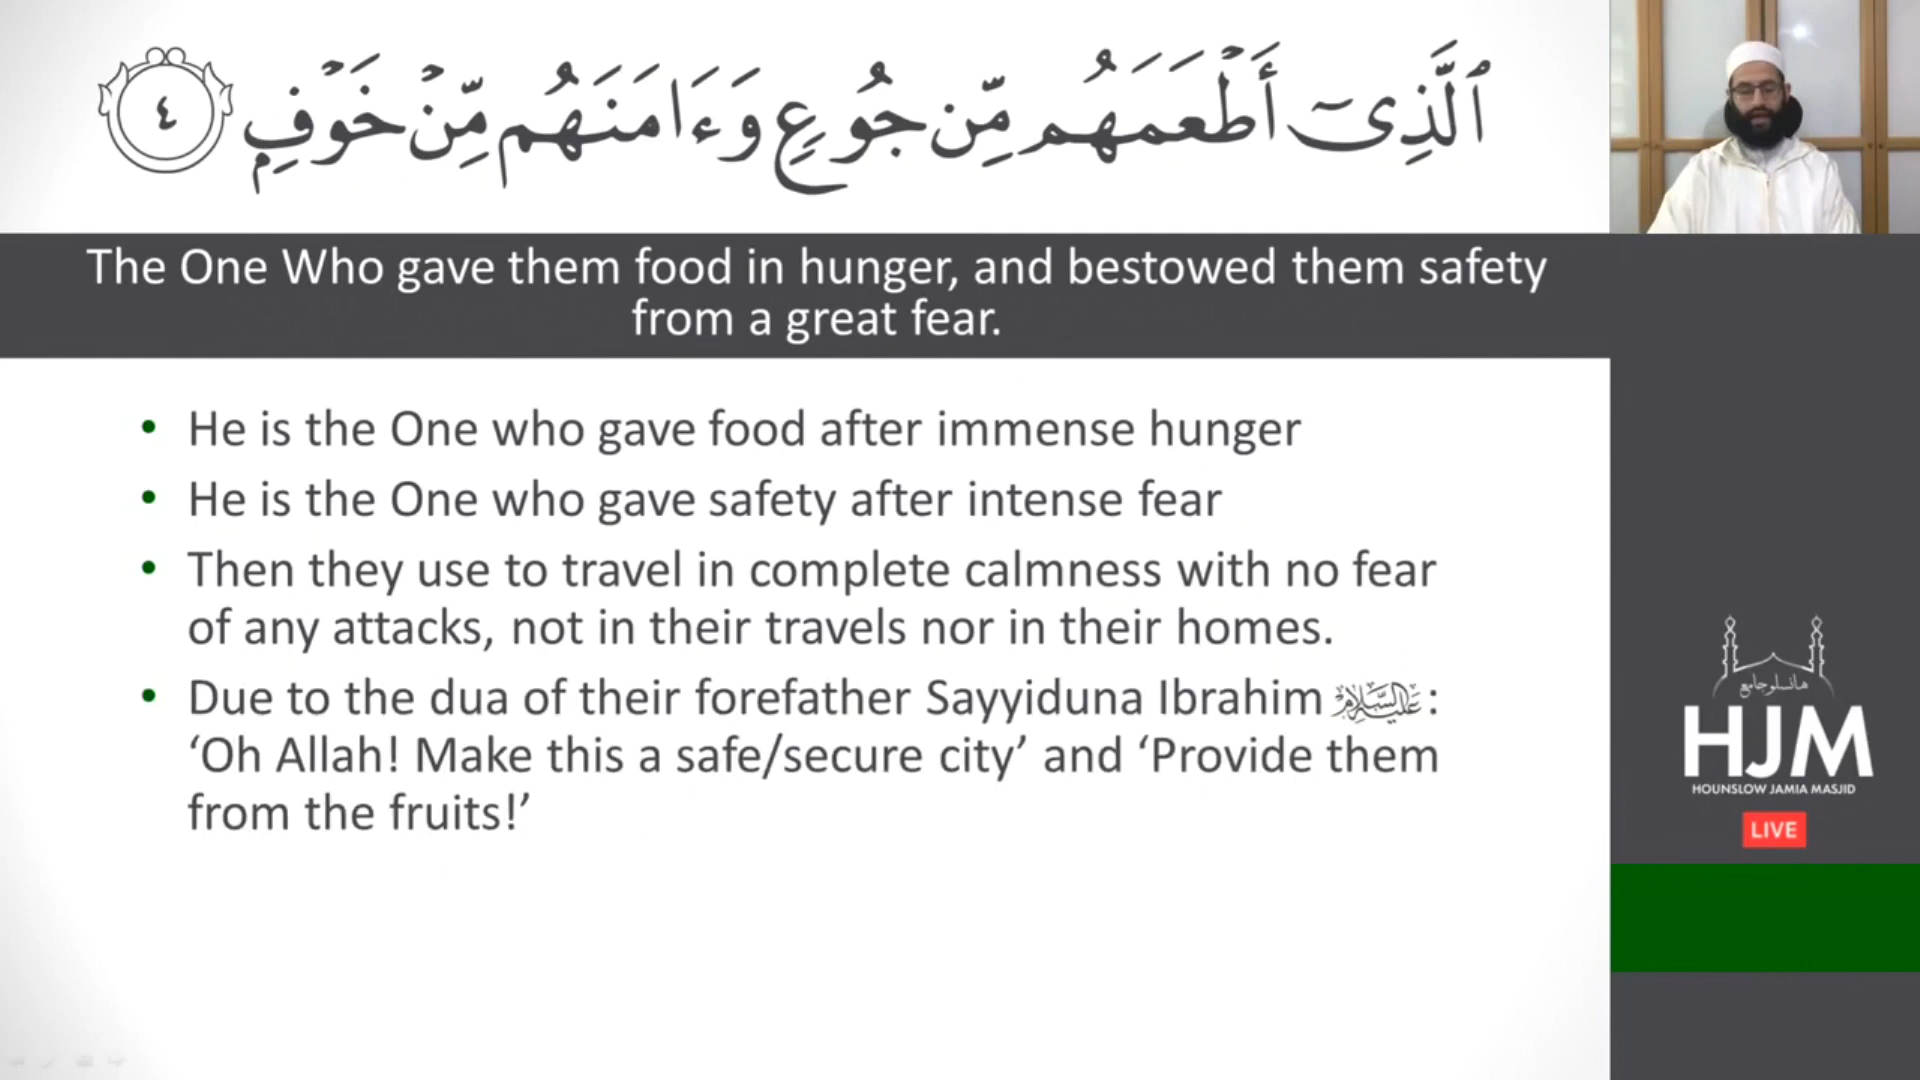 ٱلَّذِىٓ أَطْعَمَهُم مِّن جُوعٍ وَءَامَنَهُم مِّنْ خَوْفٍۭ ٤
The One Who gave them food in hunger, and bestowed them safety
from a great fear.
• He is the One who gave food after immense hunger
• He is the One who gave safety after intense fear
• Then they use to travel in complete calmness with no fear
of any attacks, not in their travels nor in their homes.
• Due to the dua of their forefather Sayyiduna Ibrahim عليه السلام:
‘Oh Allah! Make this a safe/secure city’ and ‘Provide them
from the fruits!’
هانسلو جامع
HJM
HOUNSLOW JAMIA MASJID
LIVE